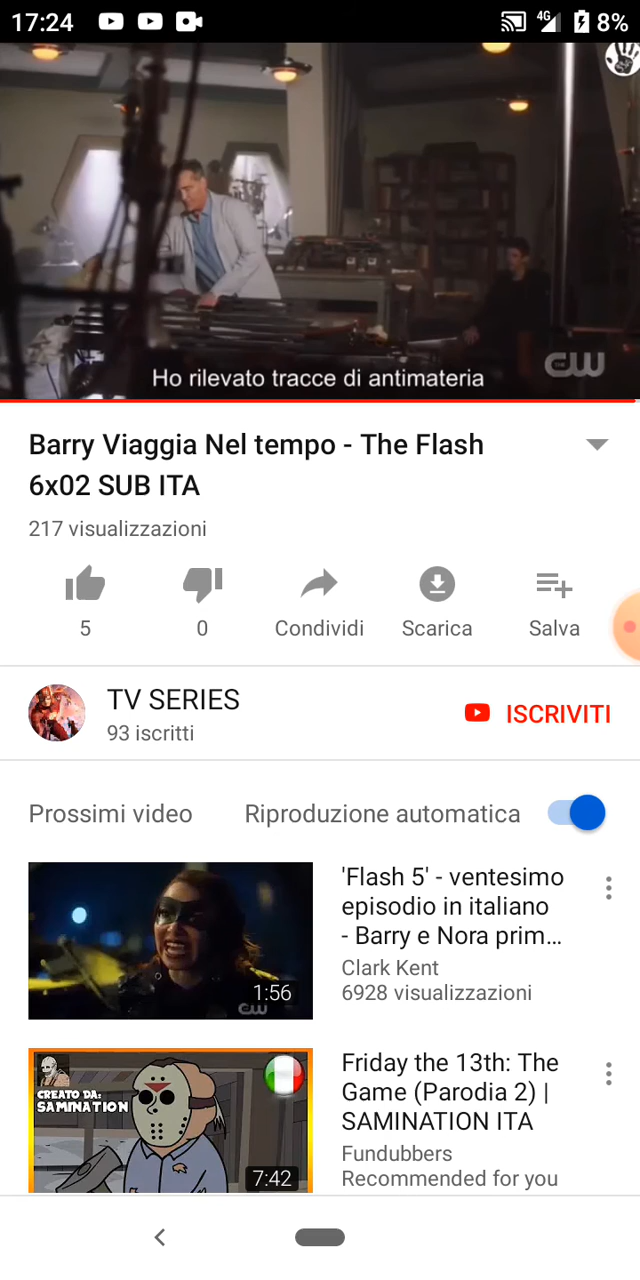 17:24
4G
8%
Ho rilevato tracce di antimateria
CW
Barry Viaggia Nel tempo - The Flash
6x02 SUB ITA
217 visualizzazioni
5
0
Condividi
Scarica
Salva
TV SERIES
93 iscritti
ISCRIVITI
Prossimi video
Riproduzione automatica
'Flash 5' - ventesimo
episodio in italiano
- Barry e Nora prim...
Clark Kent
6928 visualizzazioni
1:56
CW
Friday the 13th: The
Game (Parodia 2) |
SAMINATION ITA
Fundubbers
Recommended for you
CREATO DA:
SAMINATION
7:42